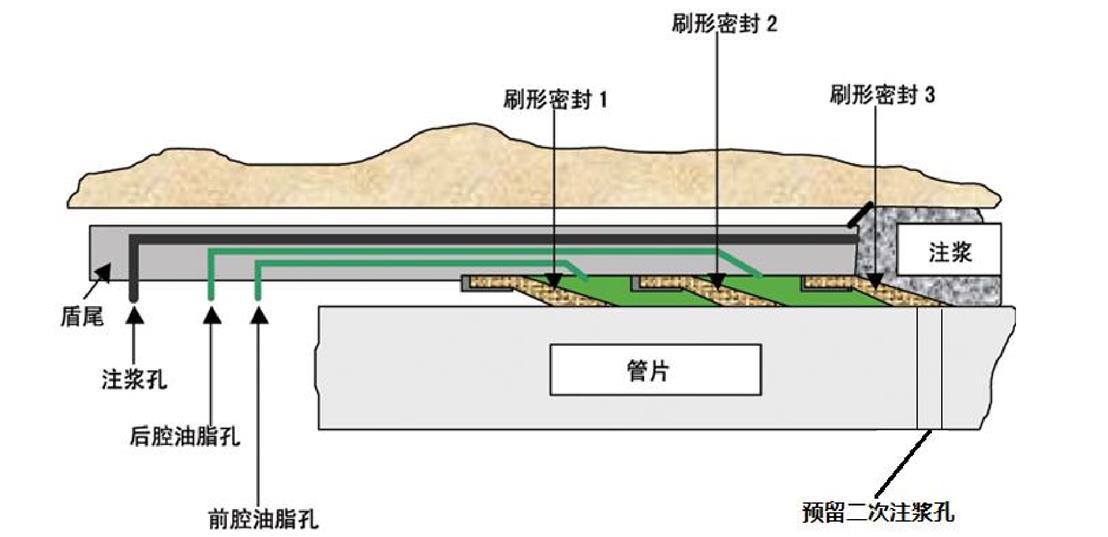 刷形密封 2
刷形密封 1
刷形密封 3
注浆
盾尾
管片
注浆孔
后腔油脂孔
前腔油脂孔
预留二次注浆孔